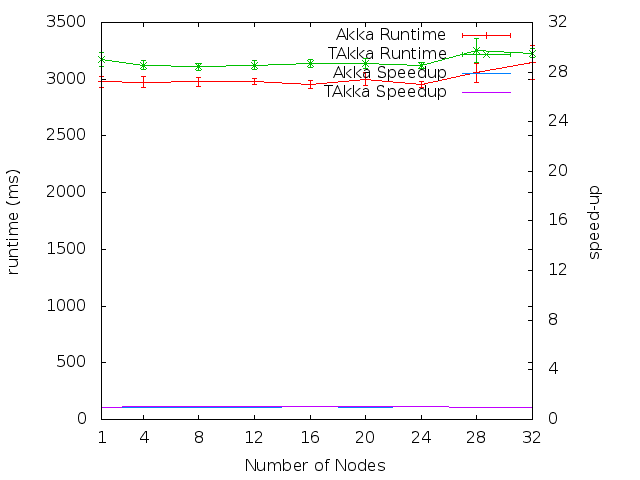 3500
3000
2500
2000
1500
1000
500
0
runtime (ms)
Akka Runtime
TAkka Runtime
Akka Speedup
TAkka Speedup
32
28
24
20
16
12
8
4
0
speed-up
1 4 8 12 16 20 24 28 32
Number of Nodes